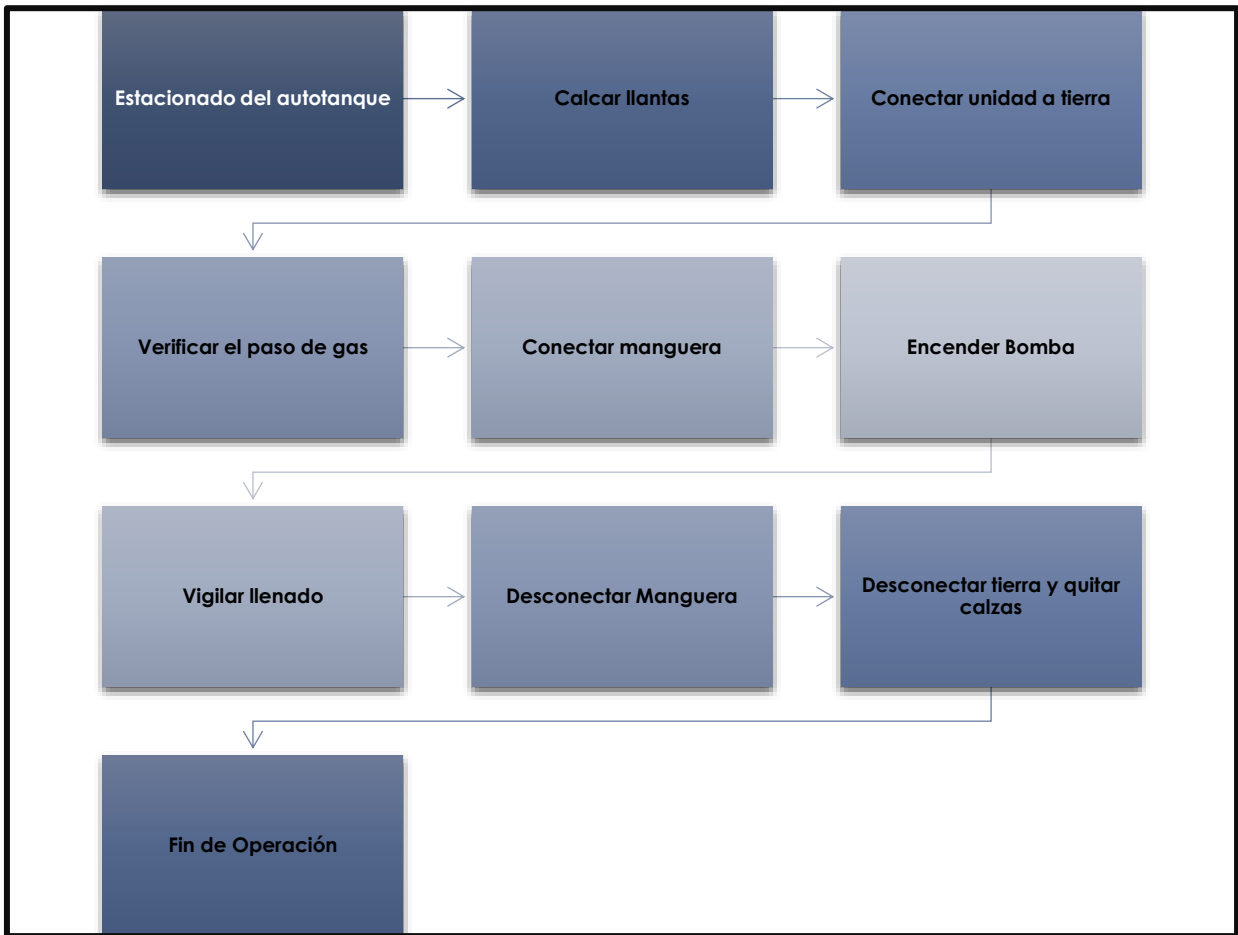 Estacionado del autotanque
Calcar llantas
Conectar unidad a tierra
Verificar el paso de gas
Conectar manguera
Encender Bomba
Vigilar llenado
Desconectar Manguera
Desconectar tierra y quitar
calzas
Fin de Operación